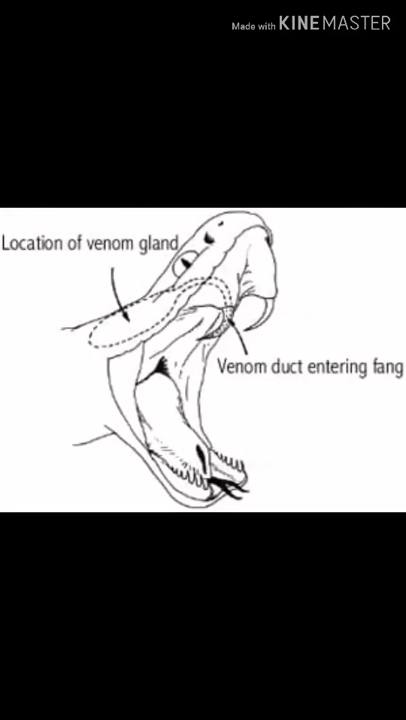 Made with KINEMASTER
Location of venom gland
Venom duct entering fang